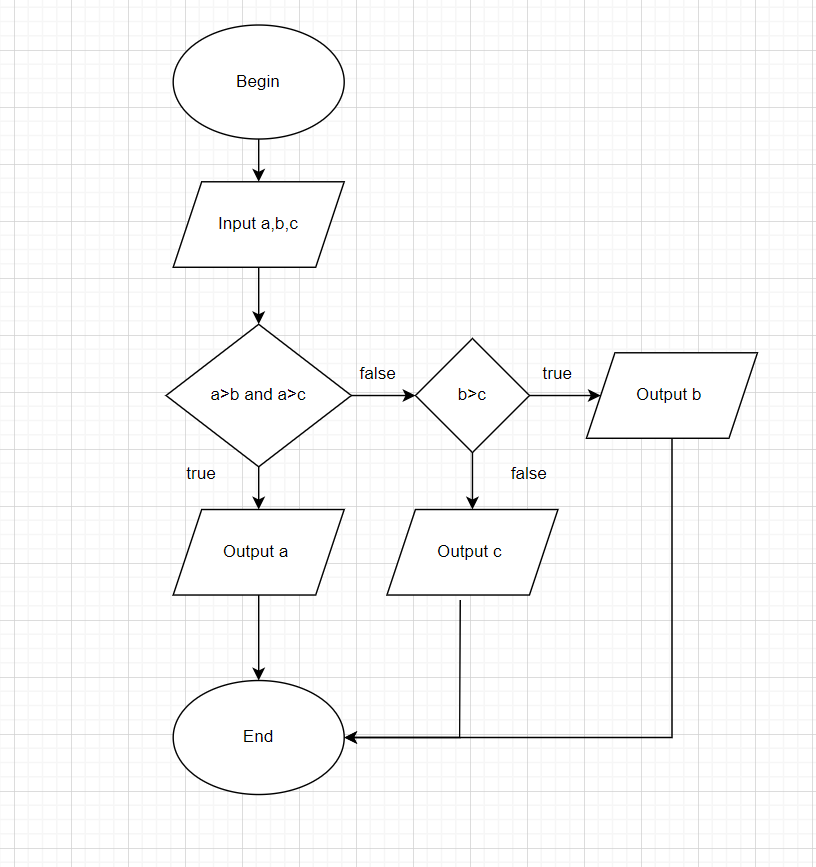 Begin
Input a,b,c
a>b and a>c
false
b>c
true
Output b
true
false
Output a
Output c
End